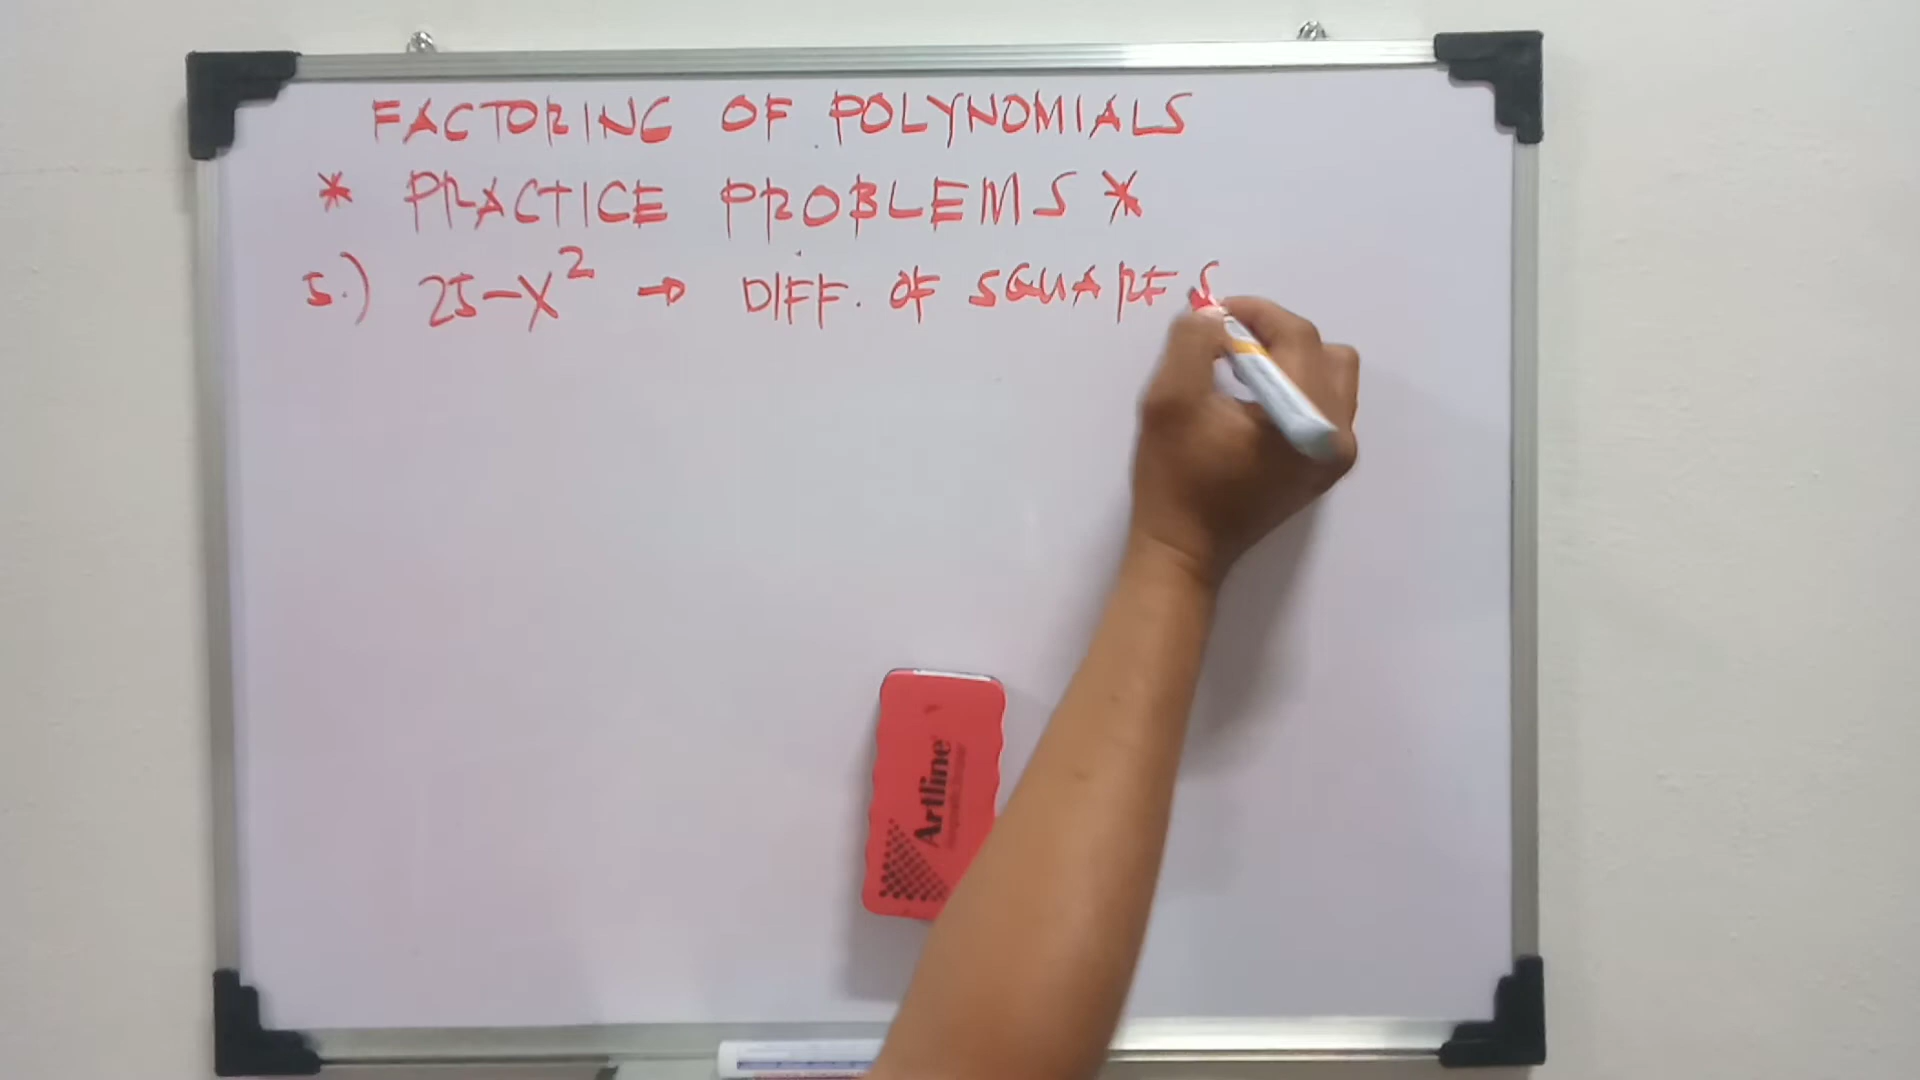 FACTORING OF POLYNOMIALS
* PRACTICE PROBLEMS *
5.) 25-X² → DIFF. OF SQUARES
Artline